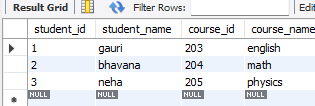 Result Grid Filter Rows:
student_id student_name course_id course_name
1 gauri 203 english
2 bhavana 204 math
3 neha 205 physics
NULL NULL NULL NULL